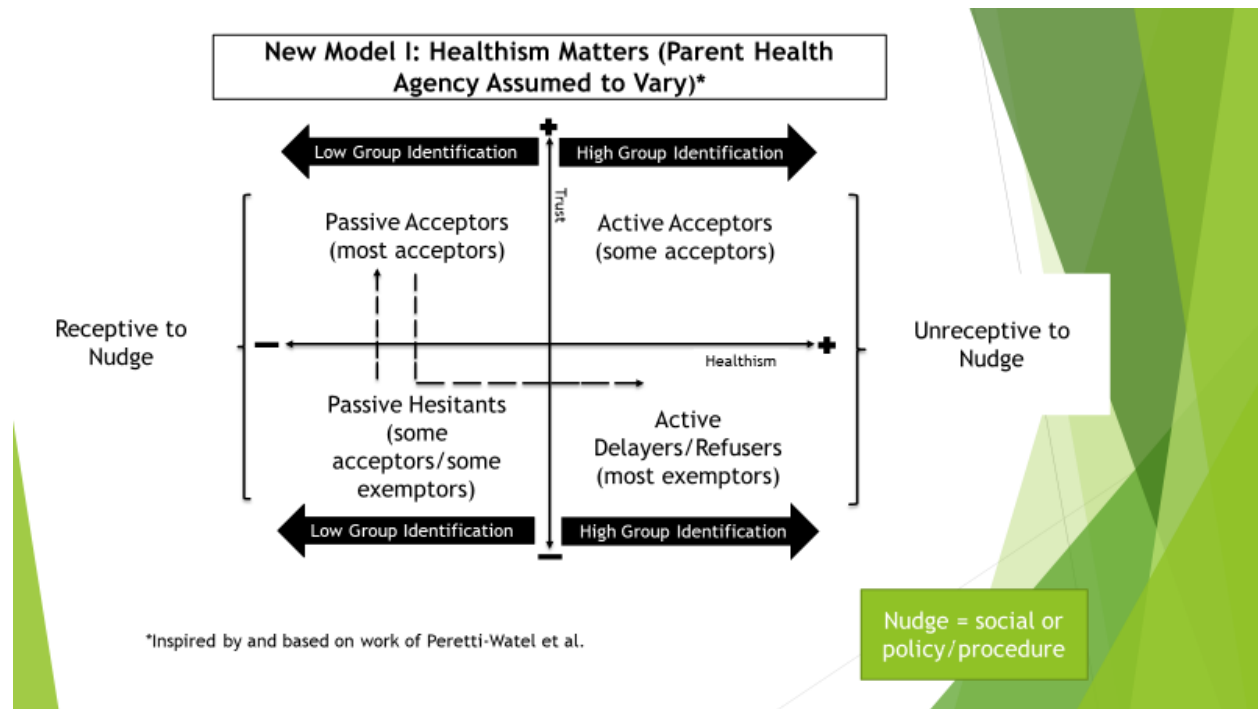 New Model I: Healthism Matters (Parent Health
Agency Assumed to Vary)*
+
Low Group Identification
High Group Identification
Trust
Passive Acceptors
(most acceptors)
Active Acceptors
(some acceptors)
Receptive to
Nudge
−
+
Healthism
Unreceptive to
Nudge
Passive Hesitants
(some
acceptors/some
exemptors)
Active
Delayers/Refusers
(most exemptors)
Low Group Identification
High Group Identification
−
*Inspired by and based on work of Peretti-Watel et al.
Nudge = social or
policy/procedure